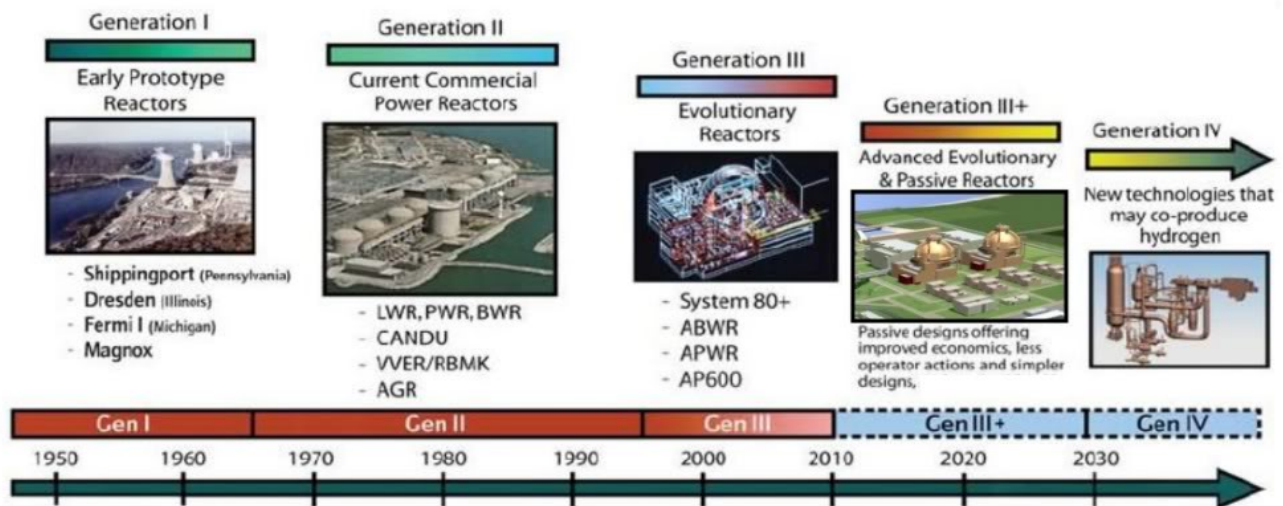 Generation I
Early Prototype
Reactors
- Shippingport (Pennsylvania)
- Dresden (Illinois)
- Fermi I (Michigan)
- Magnox
Generation II
Current Commercial
Power Reactors
- LWR, PWR, BWR
- CANDU
- VVER/RBMK
- AGR
Generation III
Evolutionary
Reactors
- System 80+
- ABWR
- APWR
- AP600
Generation III+
Advanced Evolutionary
& Passive Reactors
Passive designs offering
improved economics, less
operator actions and simpler
designs,
Generation IV
New technologies that
may co-produce
hydrogen
Gen I Gen II Gen III Gen III+ Gen IV
1950 1960 1970 1980 1990 2000 2010 2020 2030